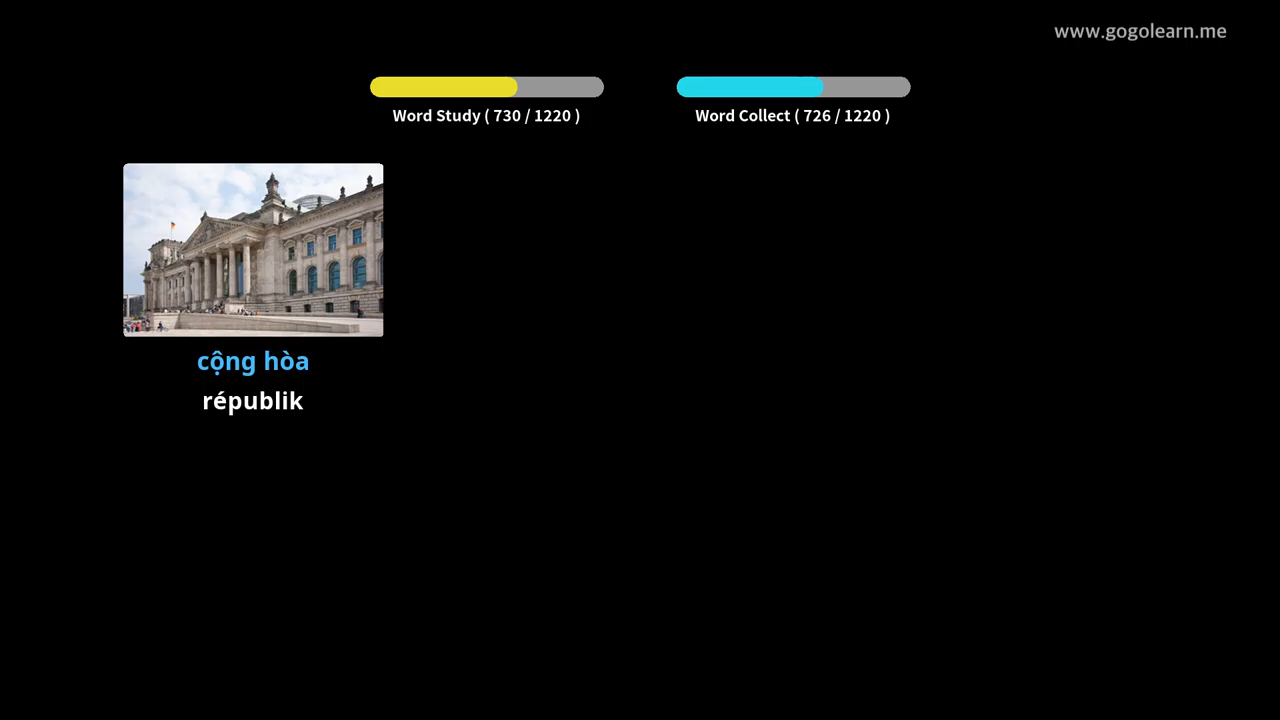 www.gogolearn.me
Word Study ( 730 / 1220 )
Word Collect ( 726 / 1220 )
cộng hòa
républik